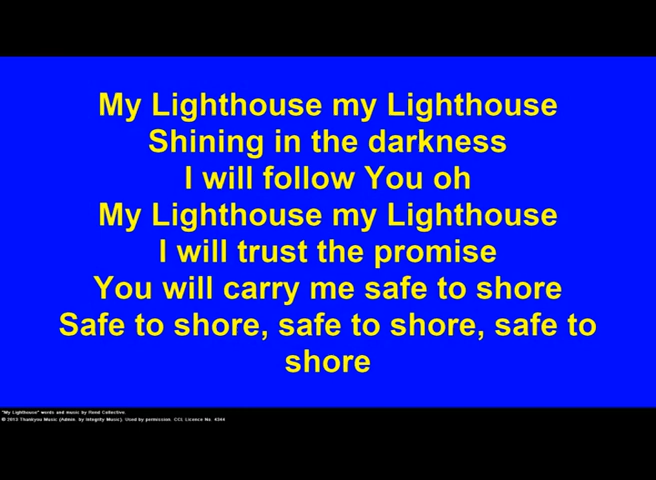 My Lighthouse my Lighthouse
Shining in the darkness
I will follow You oh
My Lighthouse my Lighthouse
I will trust the promise
You will carry me safe to shore
Safe to shore, safe to shore, safe to
shore
"My Lighthouse" words and music by Rend Collective.
© 2013 Thankyou Music (Admin. by Integrity Music). Used by permission. CCL Licence No. 4344